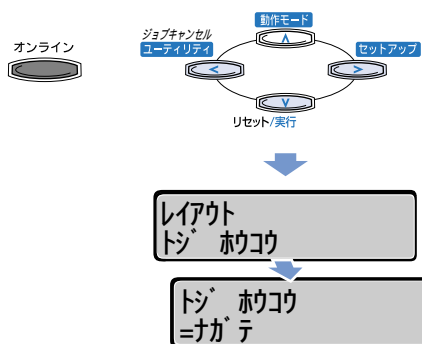 動作モード
ジョブキャンセル
ユーティリティ
オンライン
セットアップ
リセット/実行
レイアウト
トジ ホウコウ
トジ ホウコウ
=ナガテ